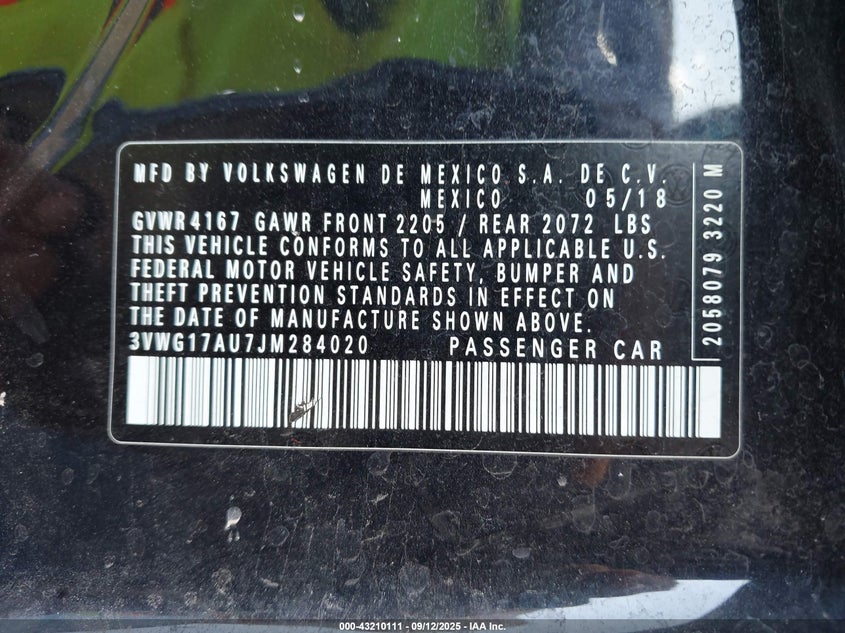 MFD BY VOLKSWAGEN DE MEXICO S.A. DE C.V.
MEXICO 05/18
GVWR 4167 GAWR FRONT 2205 / REAR 2072 LBS
THIS VEHICLE CONFORMS TO ALL APPLICABLE U.S.
FEDERAL MOTOR VEHICLE SAFETY, BUMPER AND
THEFT PREVENTION STANDARDS IN EFFECT ON
THE DATE OF MANUFACTURE SHOWN ABOVE.
3VWG17AU7JM284020 PASSENGER CAR
2058079 3220 M
000-43210111 - 09/12/2025 - IAA Inc.